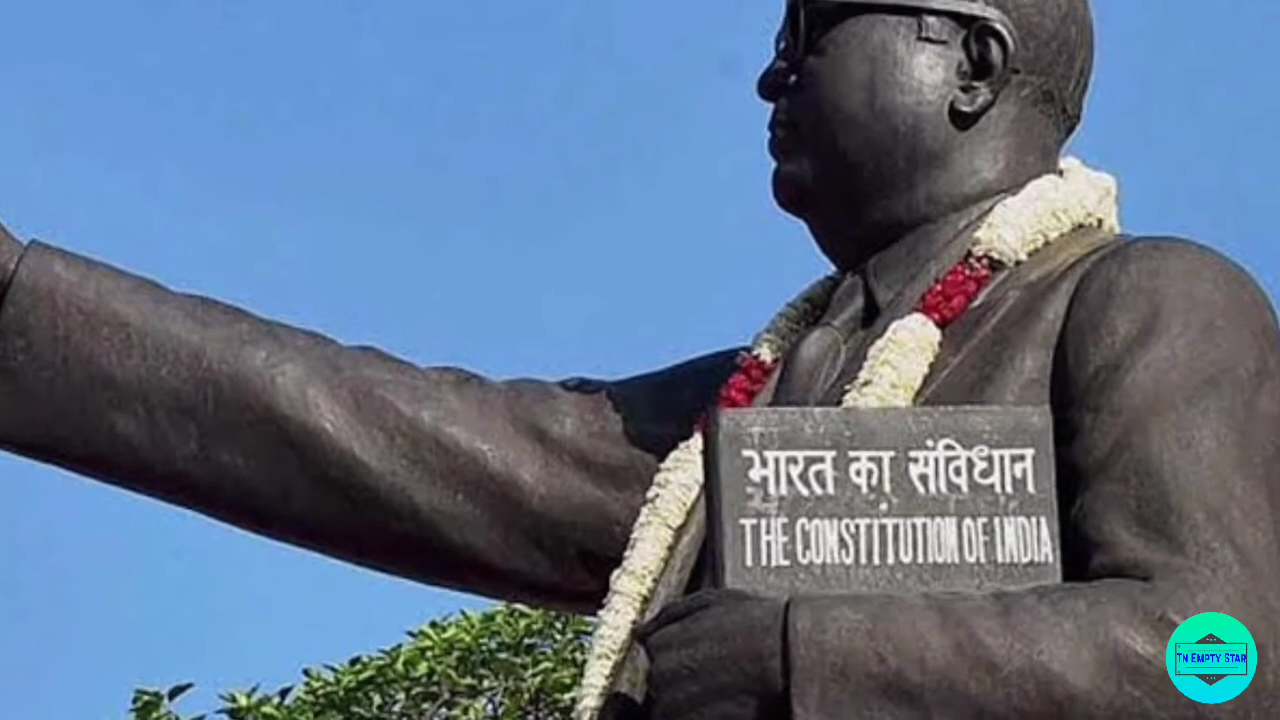 भारत का संविधान
THE CONSTITUTION OF INDIA
TN EMPTY STAR